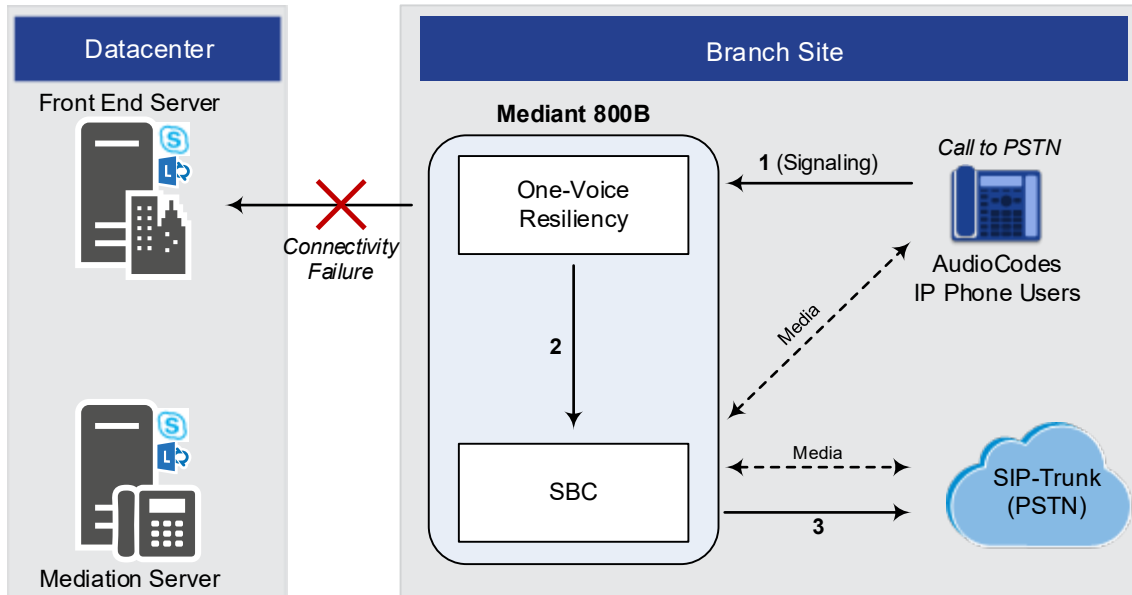 Datacenter
Branch Site
Front End Server
S
L
Connectivity
Failure
Mediant 800B
One-Voice
Resiliency
1 (Signaling)
Call to PSTN
AudioCodes
IP Phone Users
2
Media
SBC
Media
3
SIP-Trunk
(PSTN)
S
L
Mediation Server